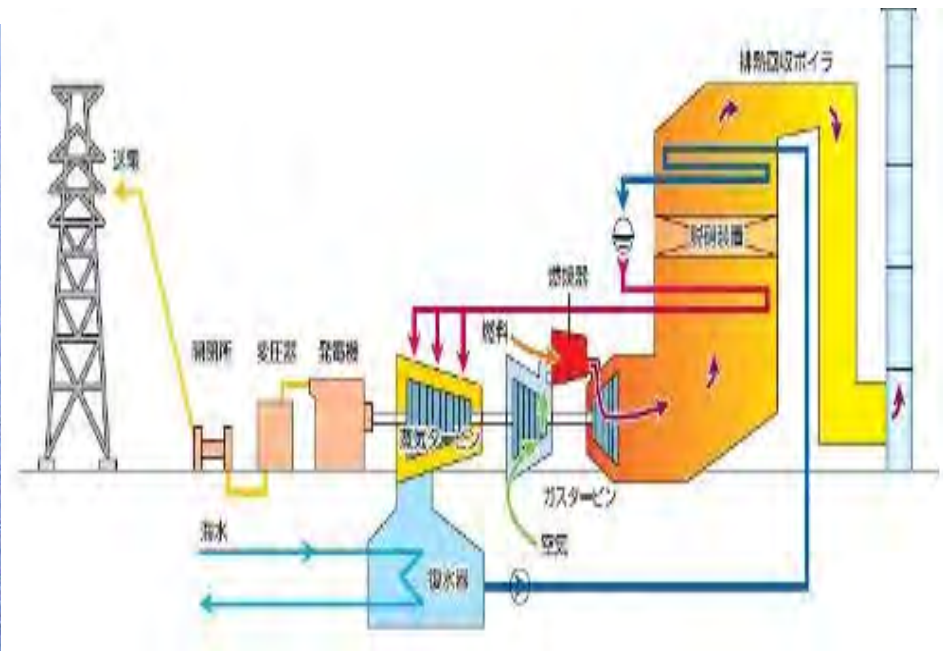 排熱回収ボイラ
送電
脱硝装置
燃焼器
燃料
開閉所
変圧器
発電機
蒸気タービン
ガスタービン
空気
海水
復水器